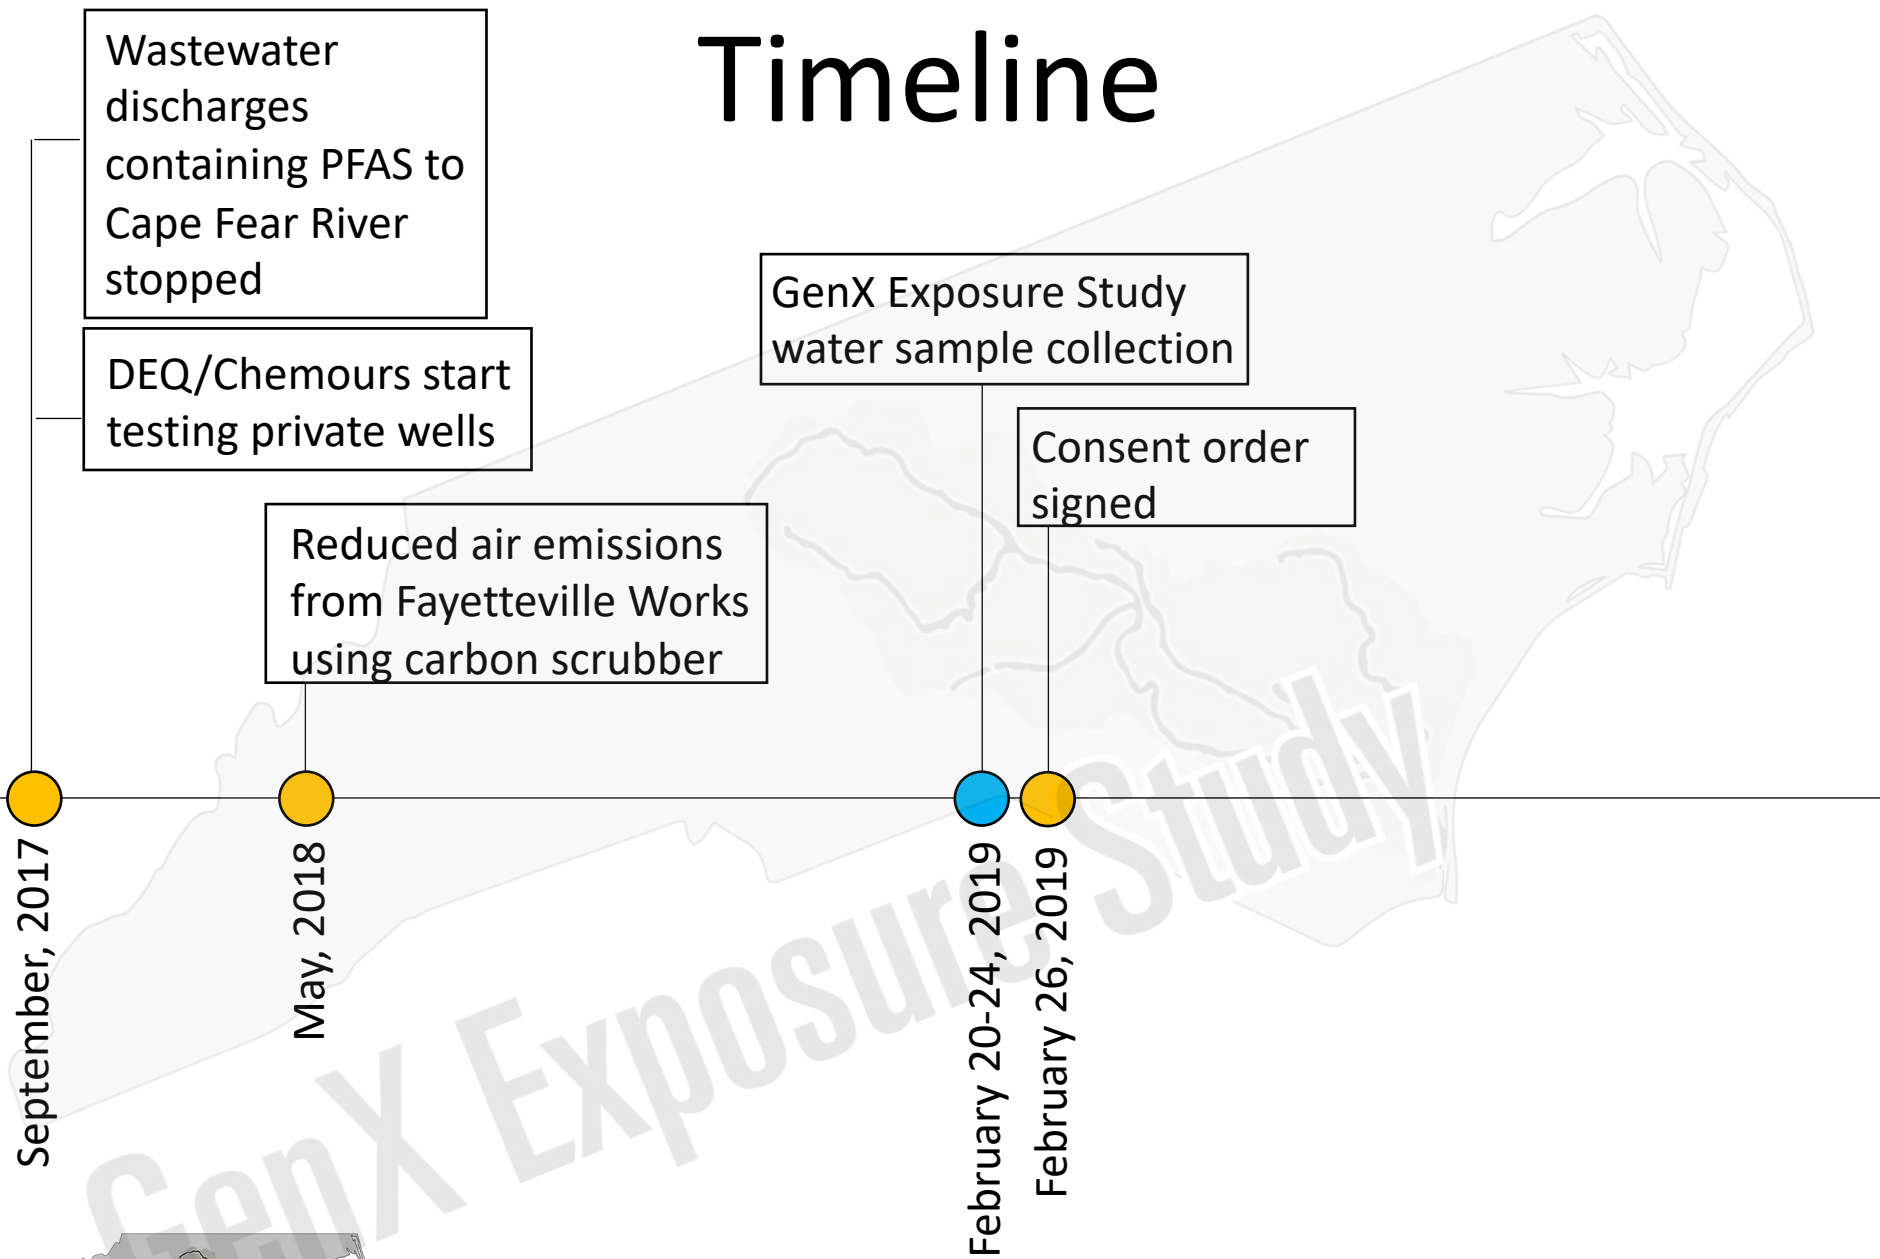 Timeline
Wastewater
discharges
containing PFAS to
Cape Fear River
stopped
DEQ/Chemours start
testing private wells
Reduced air emissions
from Fayetteville Works
using carbon scrubber
GenX Exposure Study
water sample collection
Consent order
signed
September, 2017
May, 2018
February 20-24, 2019
February 26, 2019
GenX Exposure Study